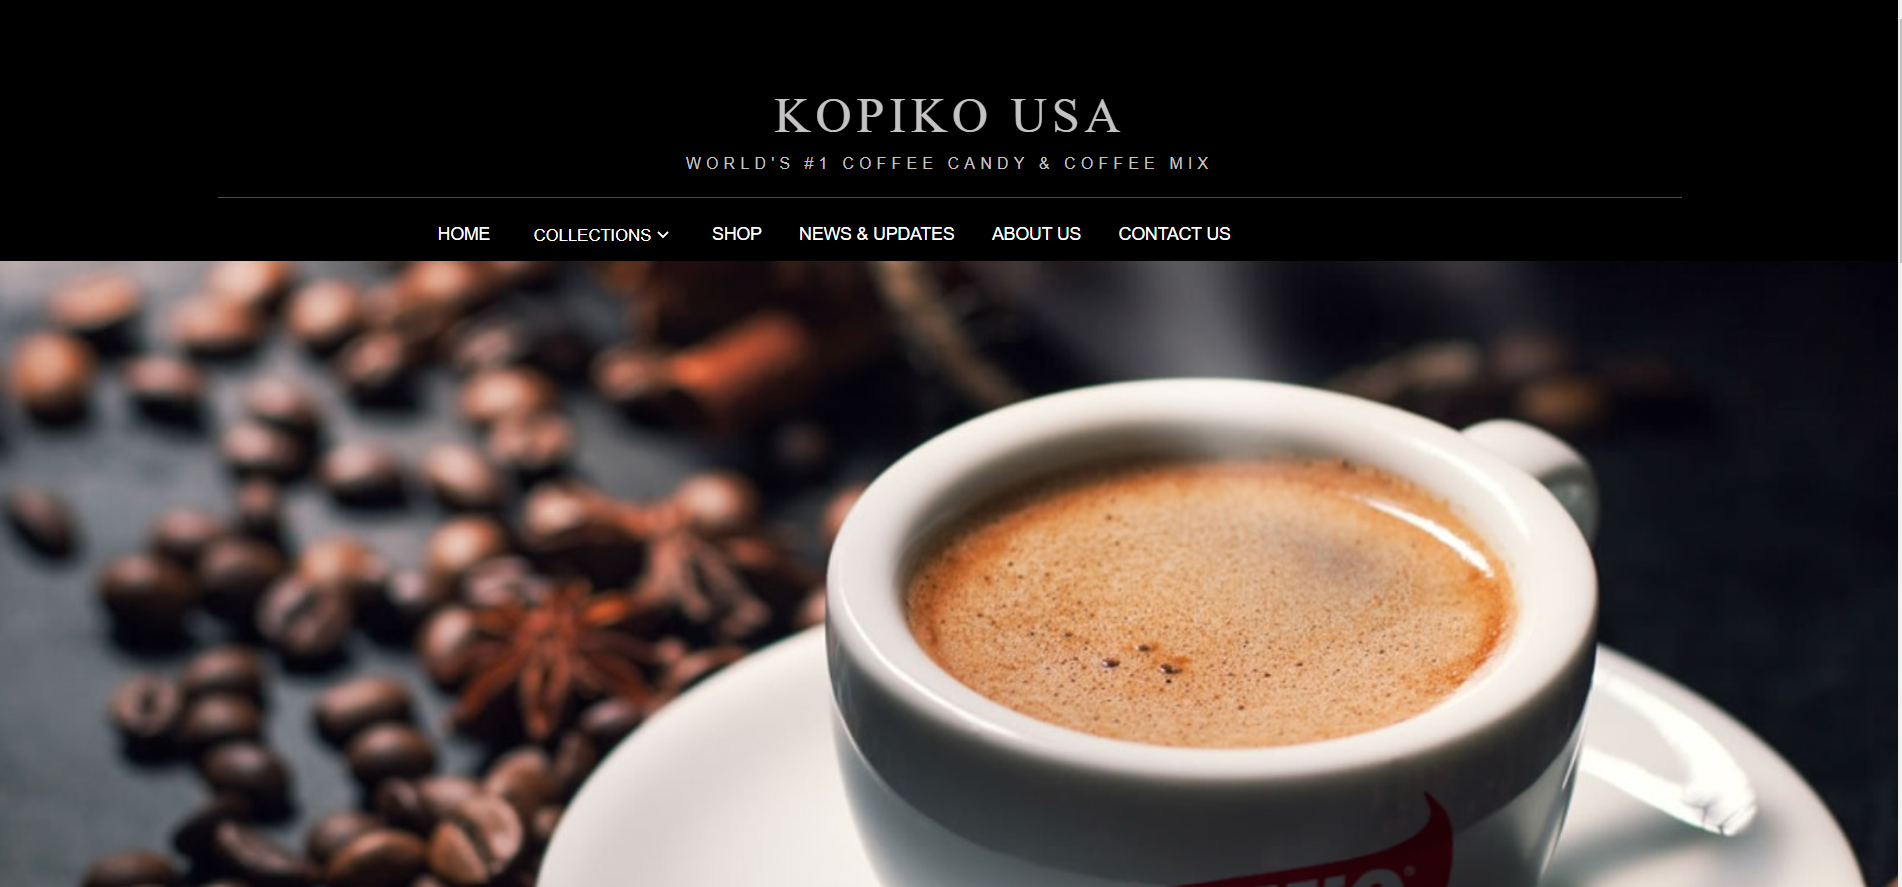 KOPIKO USA
WORLD'S #1 COFFEE CANDY & COFFEE MIX
HOME COLLECTIONS SHOP NEWS & UPDATES ABOUT US CONTACT US